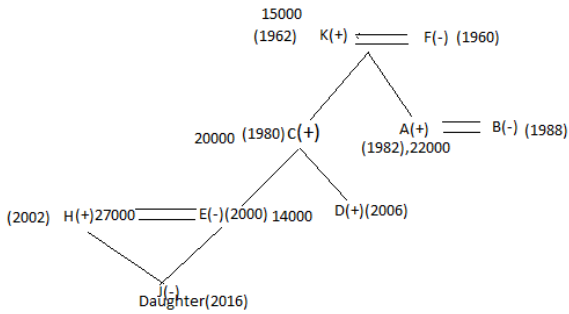 15000
(1962) K(+) F(-) (1960)
20000 (1980) C(+) A(+) B(-) (1988)
(1982),22000
(2002) H(+)27000 E(-)(2000) 14000 D(+)(2006)
J(-)
Daughter(2016)